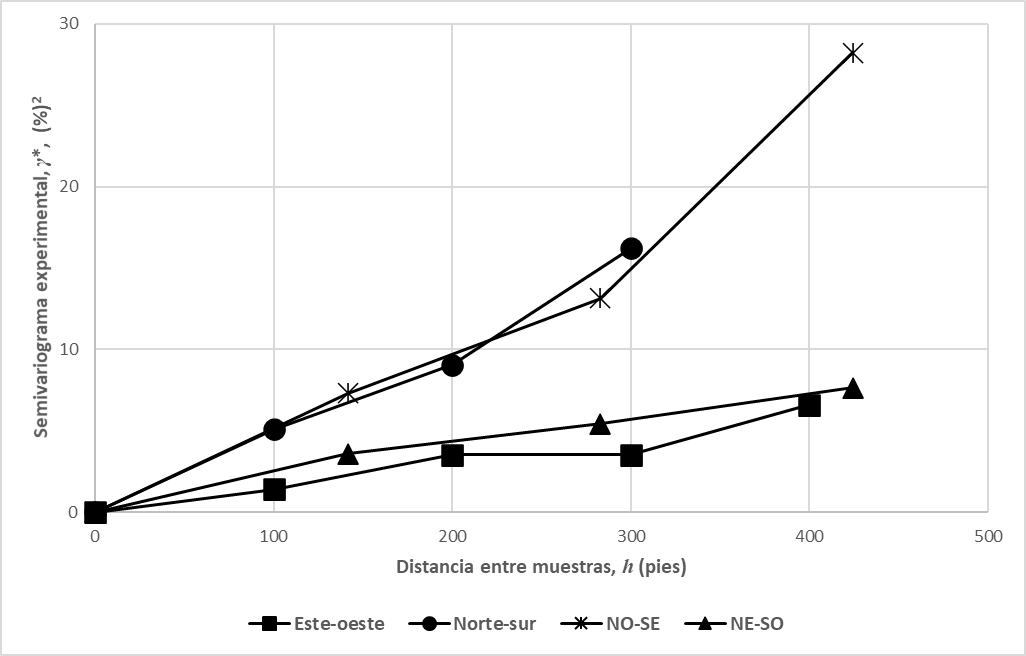 30
20
10
0
Semivariograma experimental, γ*, (%)²
0 100 200 300 400 500
Distancia entre muestras, h (pies)
Este-oeste Norte-sur NO-SE NE-SO